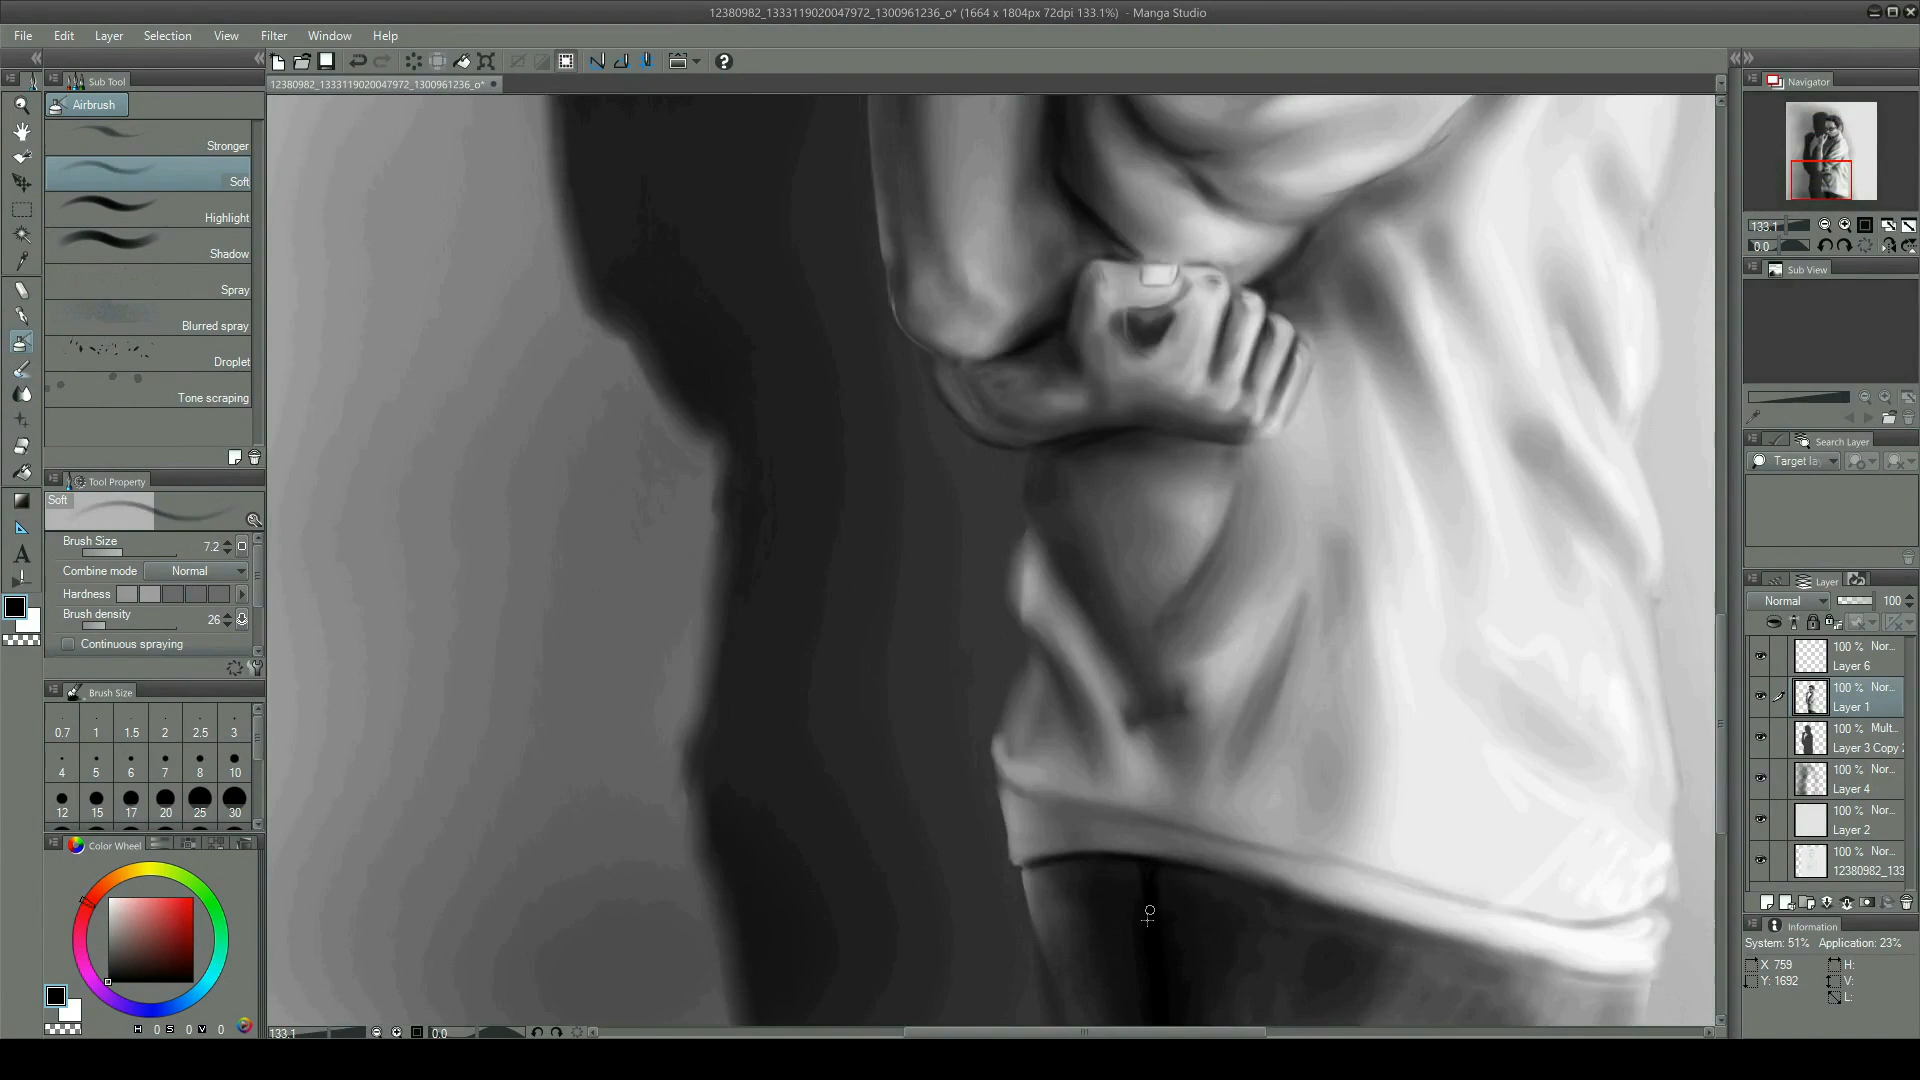 12380982_1333119020047972_1300961236_o* (1664 x 1804px 72dpi 133.1%) - Manga Studio
File Edit Layer Selection View Filter Window Help
12380982_1333119020047972_1300961236_o*
Sub Tool
Airbrush
Stronger
Soft
Highlight
Shadow
Spray
Blurred spray
Droplet
Tone scraping
Tool Property
Soft
Brush Size 7.2
Combine mode Normal
Hardness
Brush density 26
Continuous spraying
Brush Size
0.7 1 1.5 2 2.5 3
4 5 6 7 8 10
12 15 17 20 25 30
Color Wheel
H 0 S 0 V 0
133.1 0.0
Navigator
133.1
0.0
Sub View
Search Layer
Target la
Layer
Normal 100
100 % Nor...
Layer 6
100 % Nor...
Layer 1
100 % Mult...
Layer 3 Copy 2
100 % Nor...
Layer 4
100 % Nor...
Layer 2
100 % Nor...
12380982_133
Information
System: 51% Application: 23%
X 759 H:
Y: 1692 V:
L: